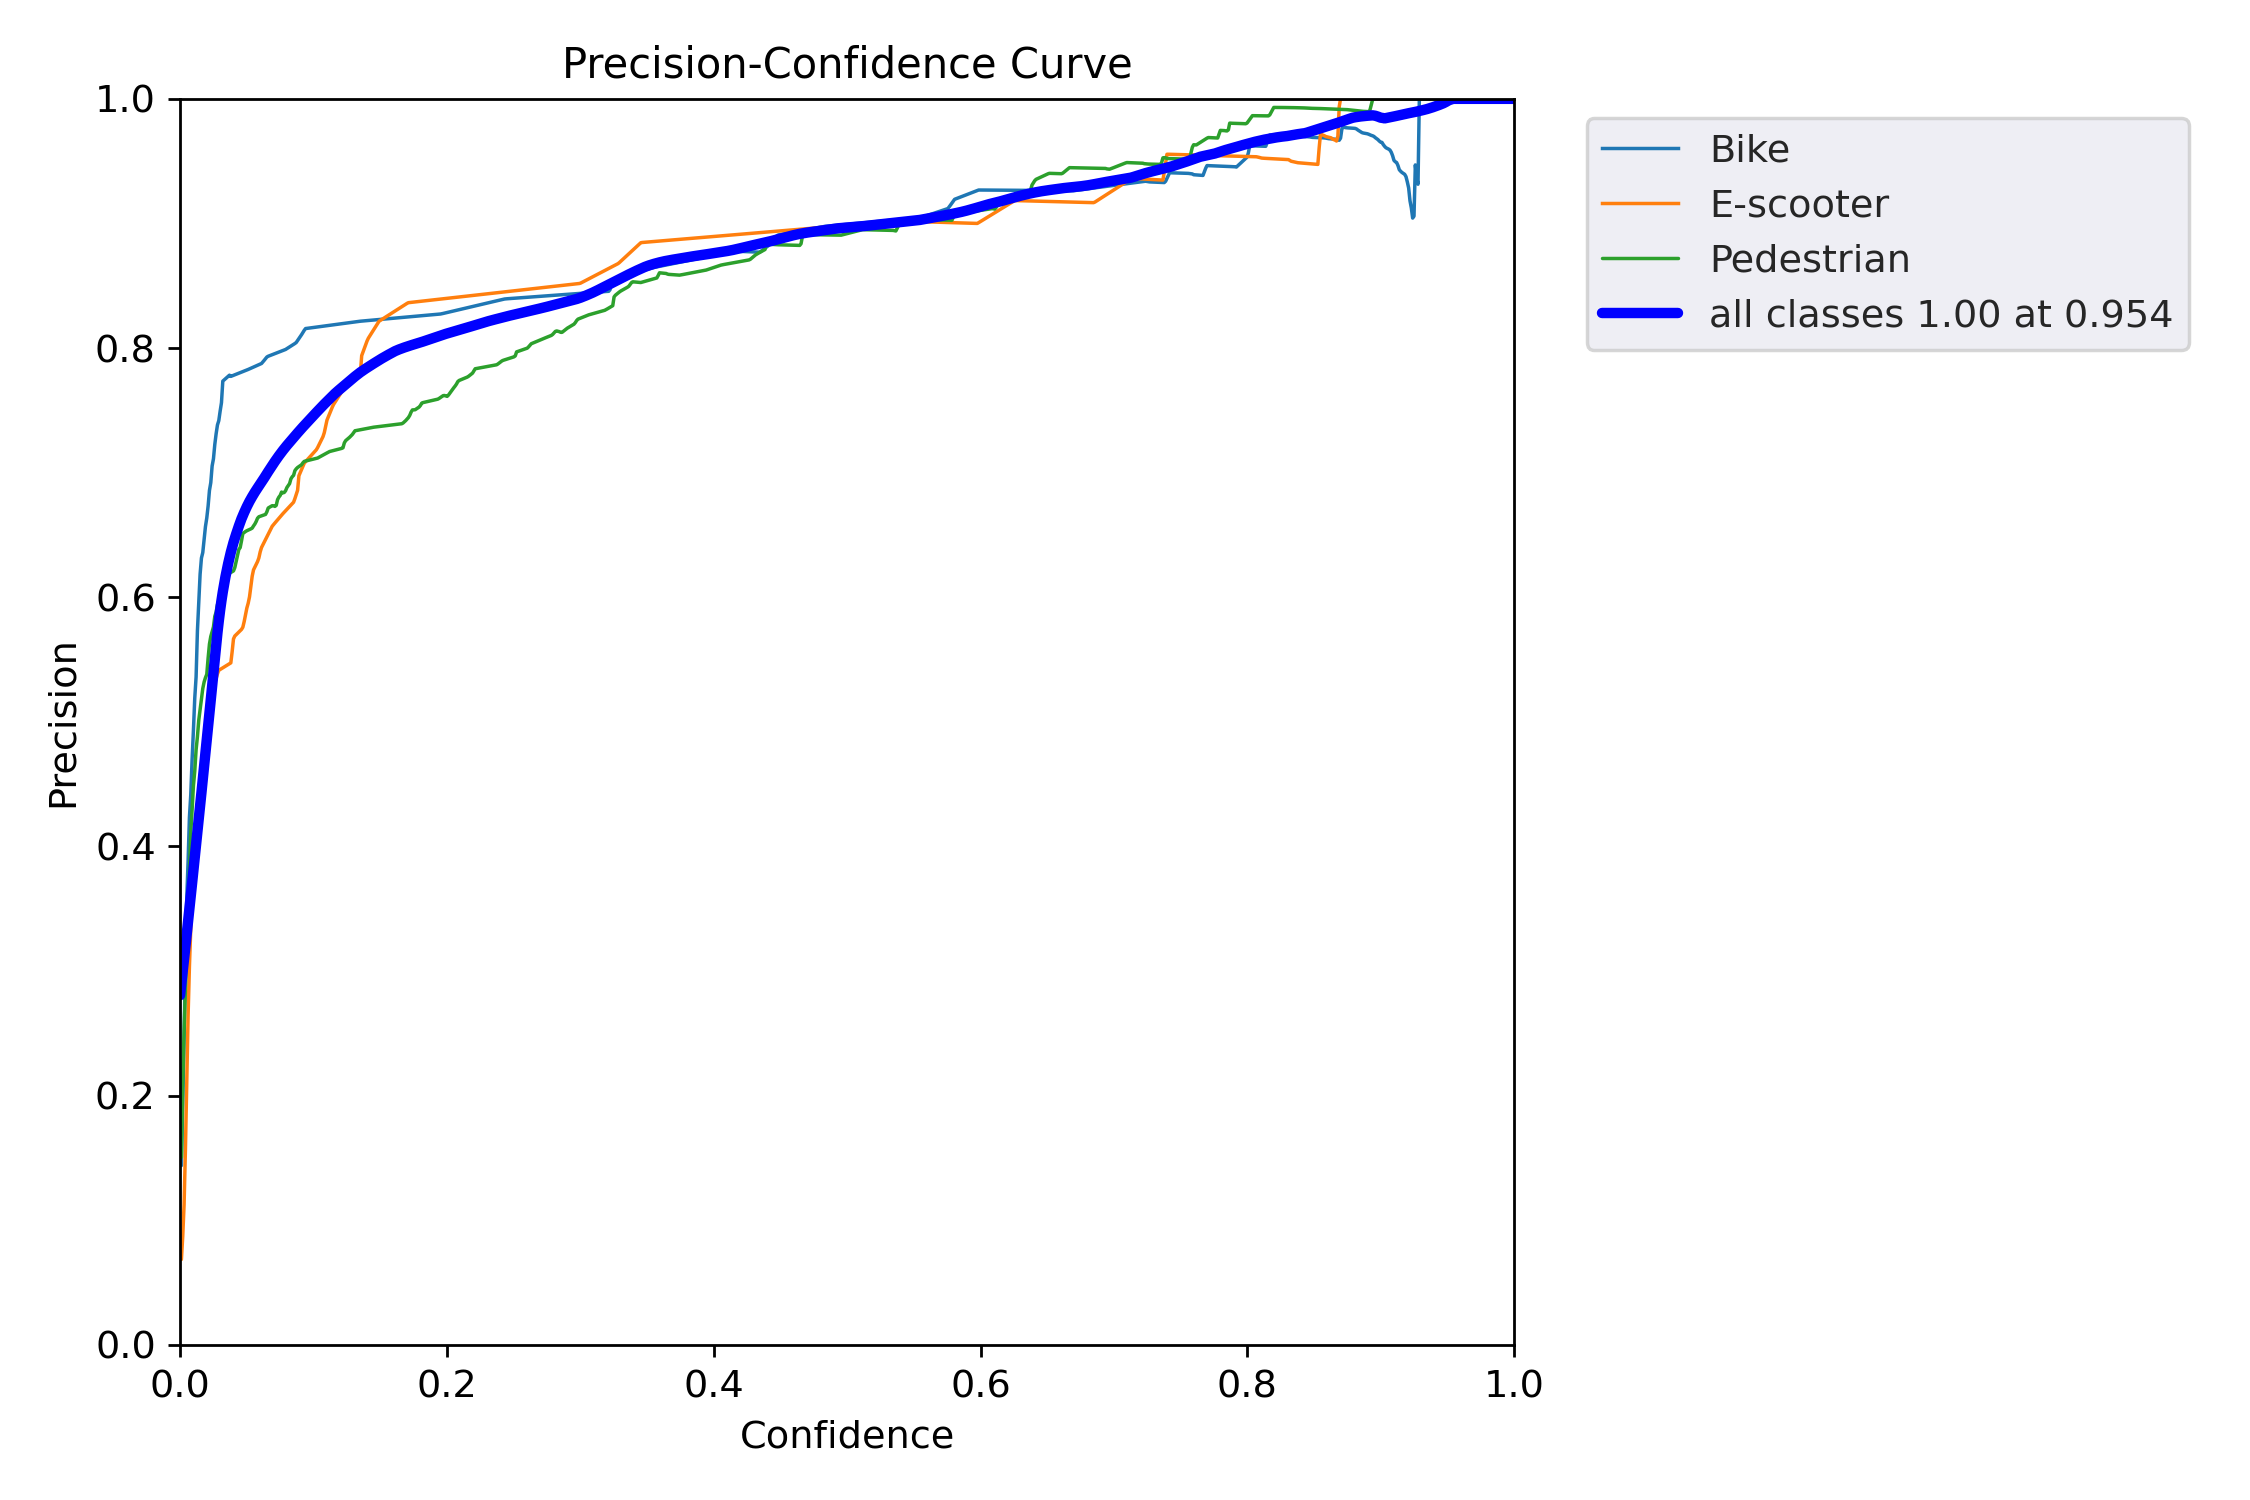 Precision-Confidence Curve
1.0
0.8
0.6
0.4
0.2
0.0
Precision
0.0 0.2 0.4 0.6 0.8 1.0
Confidence
Bike
E-scooter
Pedestrian
all classes 1.00 at 0.954